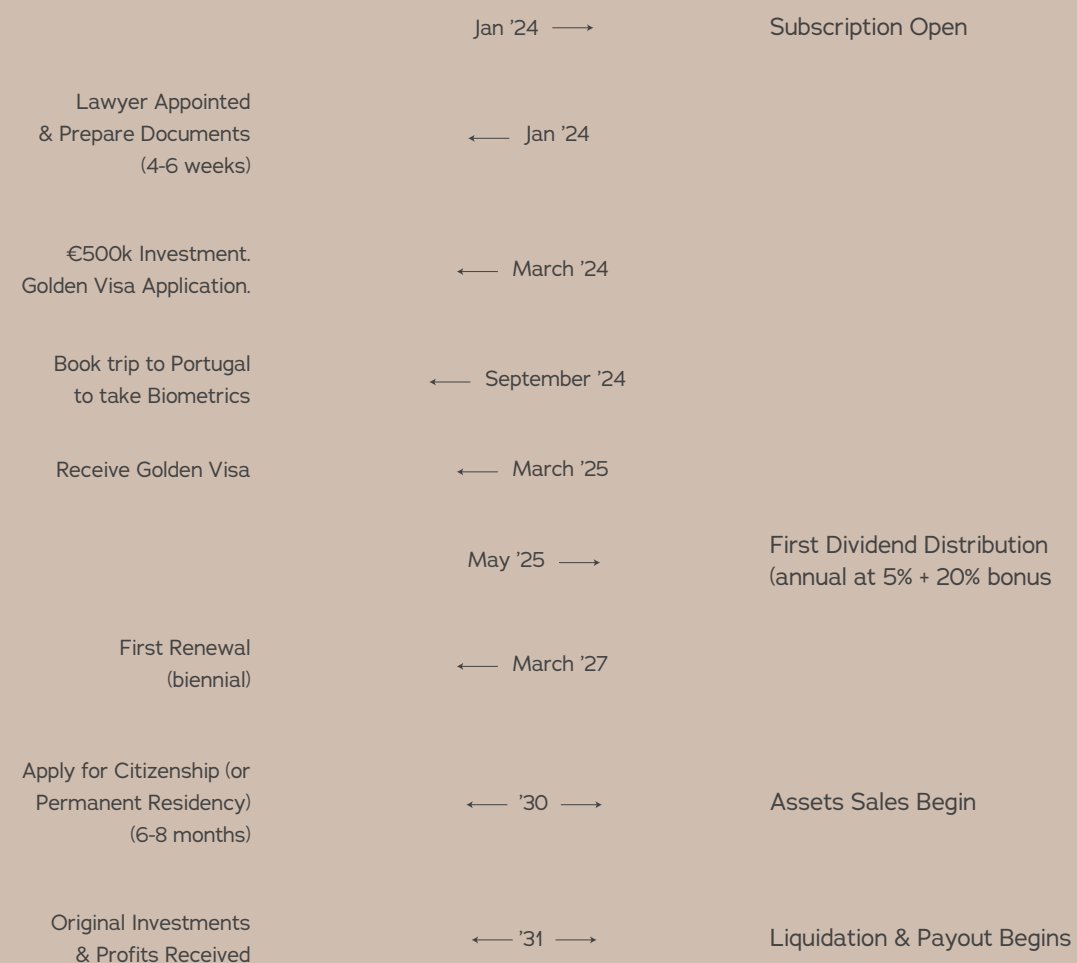 Jan ’24
Subscription Open
Lawyer Appointed
& Prepare Documents
(4-6 weeks)
Jan ’24
€500k Investment.
Golden Visa Application.
March ’24
Book trip to Portugal
to take Biometrics
September ’24
Receive Golden Visa
March ’25
May ’25
First Dividend Distribution
(annual at 5% + 20% bonus
First Renewal
(biennial)
March ’27
Apply for Citizenship (or
Permanent Residency)
(6-8 months)
’30
Assets Sales Begin
Original Investments
& Profits Received
’31
Liquidation & Payout Begins